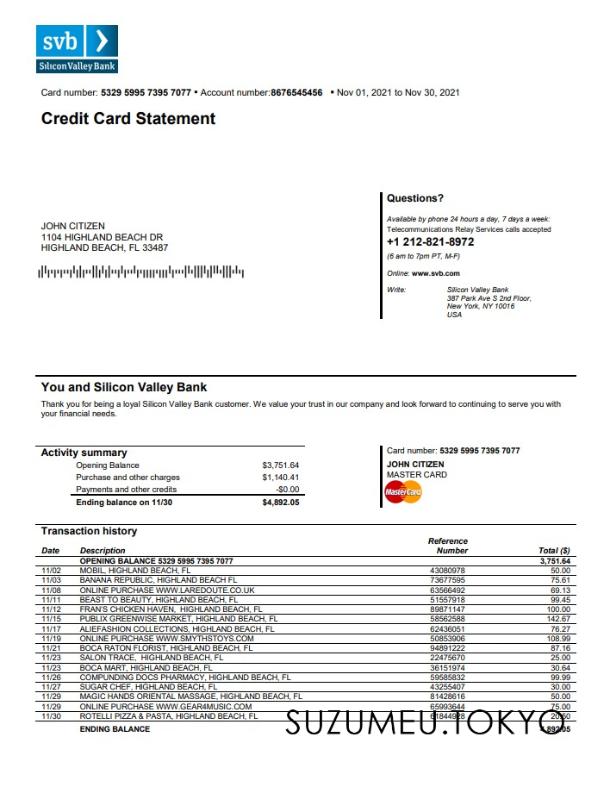 svb
Silicon Valley Bank
Card number: 5329 5995 7395 7077 • Account number:8676545456 • Nov 01, 2021 to Nov 30, 2021
Credit Card Statement
Questions?
Available by phone 24 hours a day, 7 days a week:
Telecommunications Relay Services calls accepted
+1 212-821-8972
(6 am to 7pm PT, M-F)
Online: www.svb.com
Write: Silicon Valley Bank
387 Park Ave S 2nd Floor,
New York, NY 10016
USA
JOHN CITIZEN
1104 HIGHLAND BEACH DR
HIGHLAND BEACH, FL 33487
You and Silicon Valley Bank
Thank you for being a loyal Silicon Valley Bank customer. We value your trust in our company and look forward to continuing to serve you with
your financial needs.
Activity summary
Opening Balance $3,751.64
Purchase and other charges $1,140.41
Payments and other credits -$0.00
Ending balance on 11/30 $4,892.05
Card number: 5329 5995 7395 7077
JOHN CITIZEN
MASTER CARD
MasterCard
Transaction history
Date Description Reference Number Total ($)
OPENING BALANCE 5329 5995 7395 7077 3,751.64
11/02 MOBIL, HIGHLAND BEACH, FL 43080978 50.00
11/03 BANANA REPUBLIC, HIGHLAND BEACH FL 73677595 75.61
11/08 ONLINE PURCHASE WWW.LAREDOUTE.CO.UK 63566492 69.13
11/11 BEAST TO BEAUTY, HIGHLAND BEACH, FL 51557918 99.45
11/12 FRAN'S CHICKEN HAVEN, HIGHLAND BEACH, FL 89871147 100.00
11/15 PUBLIX GREENWISE MARKET, HIGHLAND BEACH, FL 58562588 142.67
11/17 ALIEFASHION COLLECTIONS, HIGHLAND BEACH, FL 62436051 76.27
11/19 ONLINE PURCHASE WWW.SMYTHSTOYS.COM 50853906 108.99
11/21 BOCA RATON FLORIST, HIGHLAND BEACH, FL 94891222 87.16
11/23 SALON TRACE, HIGHLAND BEACH, FL 22475670 25.00
11/23 BOCA MART, HIGHLAND BEACH, FL 36151974 30.64
11/26 COMPUNDING DOCS PHARMACY, HIGHLAND BEACH, FL 59585832 99.99
11/27 SUGAR CHEF, HIGHLAND BEACH, FL 43255407 30.00
11/29 MAGIC HANDS ORIENTAL MASSAGE, HIGHLAND BEACH, FL 81428616 50.00
11/29 ONLINE PURCHASE WWW.GEAR4MUSIC.COM 65993644 75.00
11/30 ROTELLI PIZZA & PASTA, HIGHLAND BEACH, FL
ENDING BALANCE
SUZUMEU.TOKYO